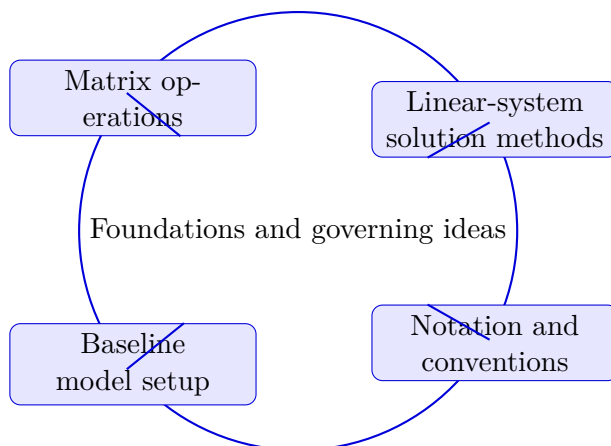 Matrix op-
erations
Linear-system
solution methods
Foundations and governing ideas
Baseline
model setup
Notation and
conventions